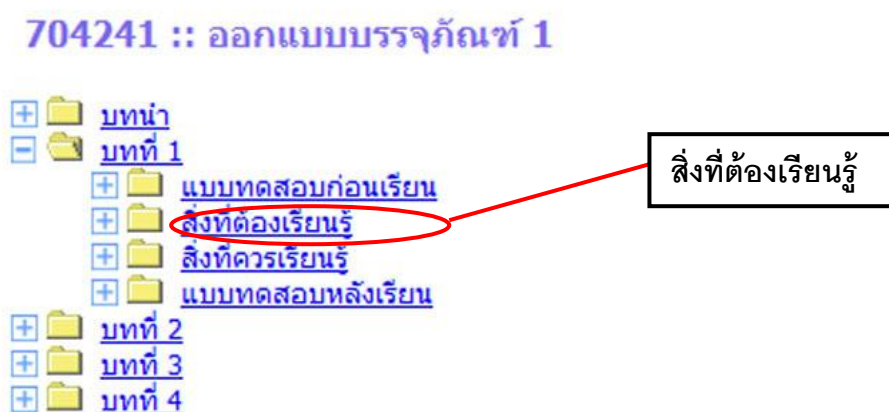 704241 :: ออกแบบบรรจุภัณฑ์ 1
บทนำ
บทที่ 1
แบบทดสอบก่อนเรียน
สิ่งที่ต้องเรียนรู้
สิ่งที่ต้องเรียนรู้
สิ่งที่ควรเรียนรู้
แบบทดสอบหลังเรียน
บทที่ 2
บทที่ 3
บทที่ 4